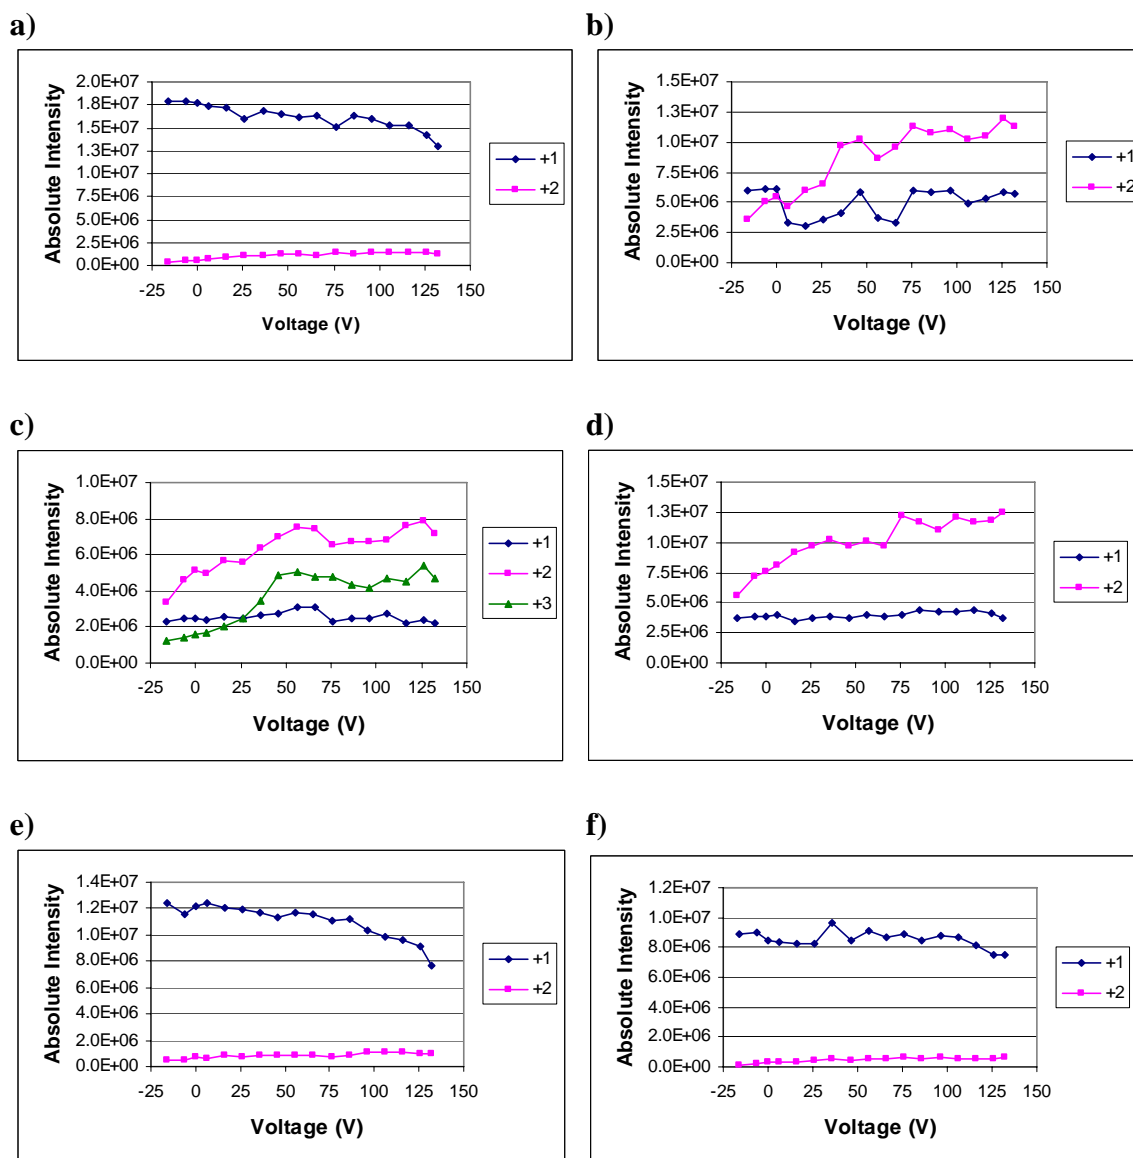 a)
Absolute Intensity
2.0E+07
1.8E+07
1.5E+07
1.3E+07
1.0E+07
7.5E+06
5.0E+06
2.5E+06
0.0E+00
-25 0 25 50 75 100 125 150
Voltage (V)
+1
+2
b)
Absolute Intensity
1.5E+07
1.3E+07
1.0E+07
7.5E+06
5.0E+06
2.5E+06
0.0E+00
-25 0 25 50 75 100 125 150
Voltage (V)
+1
+2
c)
Absolute Intensity
1.0E+07
8.0E+06
6.0E+06
4.0E+06
2.0E+06
0.0E+00
-25 0 25 50 75 100 125 150
Voltage (V)
+1
+2
+3
d)
Absolute Intensity
1.5E+07
1.3E+07
1.0E+07
7.5E+06
5.0E+06
2.5E+06
0.0E+00
-25 0 25 50 75 100 125 150
Voltage (V)
+1
+2
e)
Absolute Intensity
1.4E+07
1.2E+07
1.0E+07
8.0E+06
6.0E+06
4.0E+06
2.0E+06
0.0E+00
-25 0 25 50 75 100 125 150
Voltage (V)
+1
+2
f)
Absolute Intensity
1.2E+07
1.0E+07
8.0E+06
6.0E+06
4.0E+06
2.0E+06
0.0E+00
-25 0 25 50 75 100 125 150
Voltage (V)
+1
+2